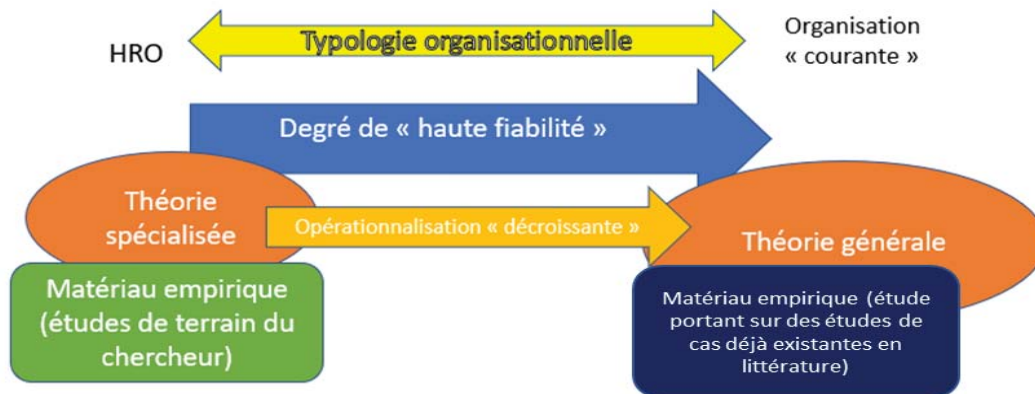 HRO
Typologie organisationnelle
Organisation
« courante »
Degré de « haute fiabilité »
Théorie
spécialisée
Opérationnalisation « décroissante »
Théorie générale
Matériau empirique
(études de terrain du
chercheur)
Matériau empirique (étude
portant sur des études de
cas déjà existantes en
littérature)